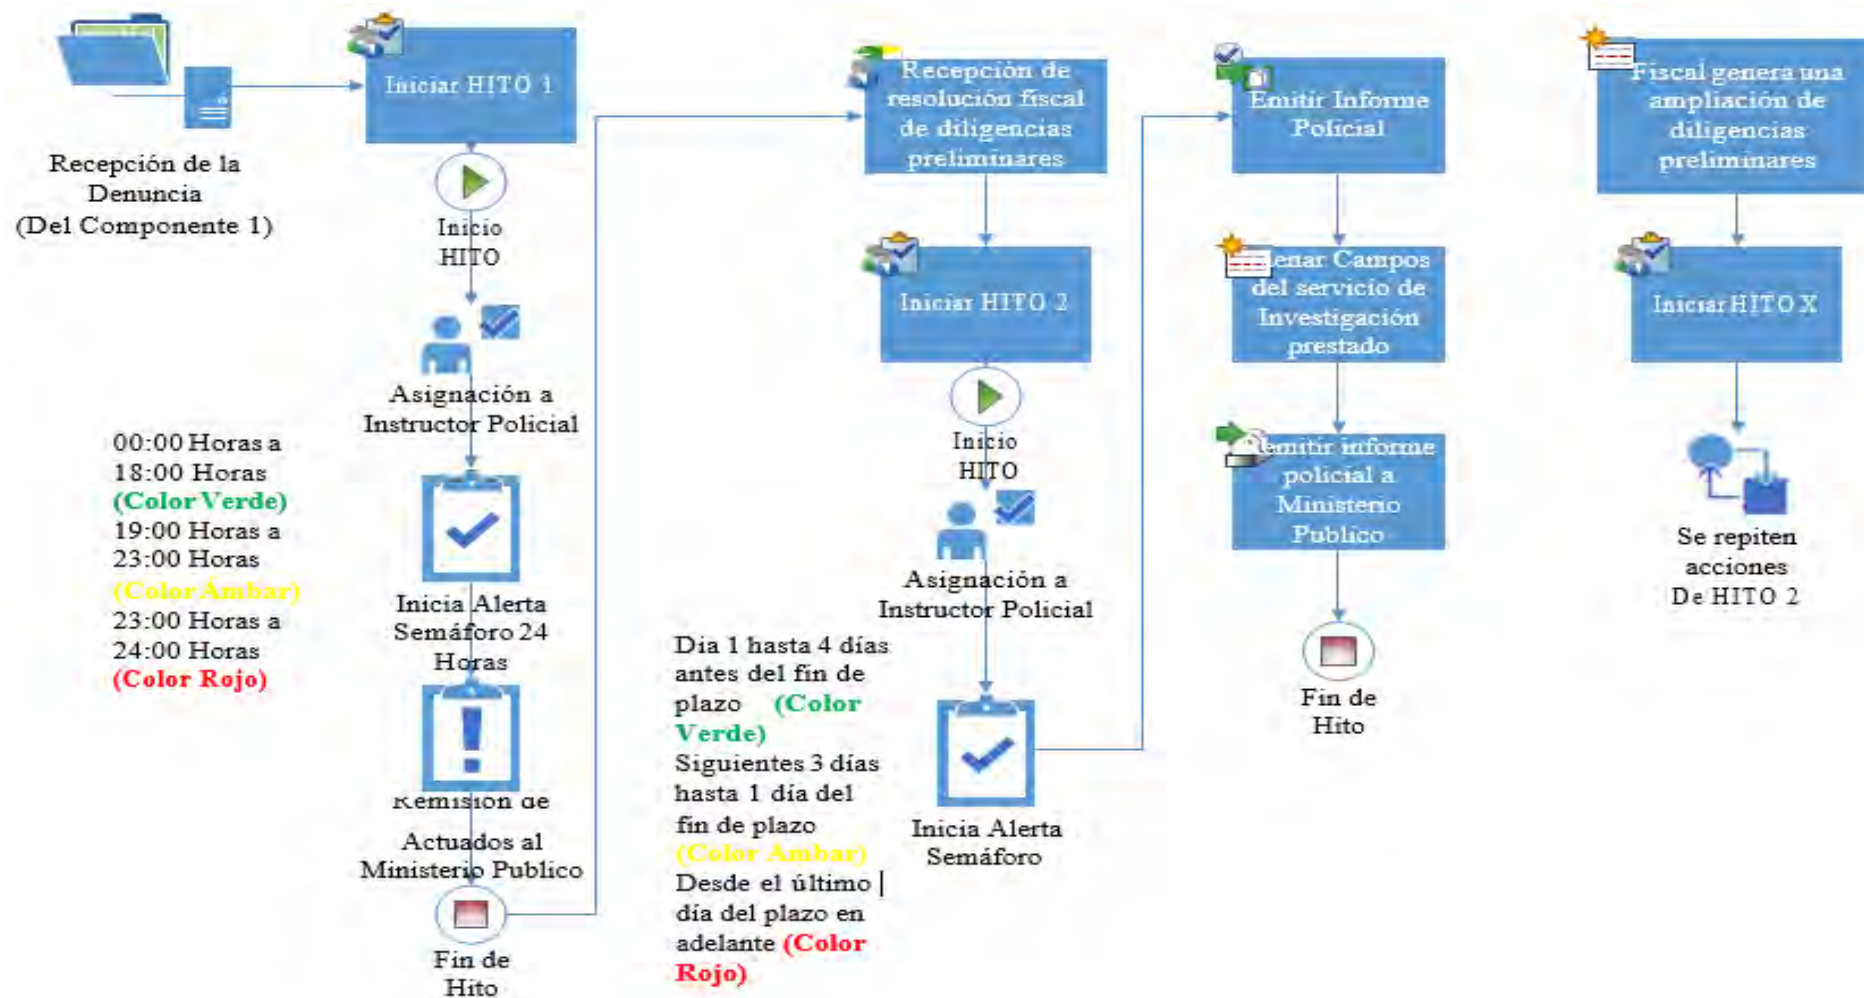 Recepción de la
Denuncia
(Del Componente 1)
Iniciar HITO 1
Inicio
HITO
Asignación a
Instructor Policial
00:00 Horas a
18:00 Horas
(Color Verde)
19:00 Horas a
23:00 Horas
(Color Ámbar)
23:00 Horas a
24:00 Horas
(Color Rojo)
Inicia Alerta
Semáforo 24
Horas
Remisión de
Actuados al
Ministerio Publico
Fin de
Hito
Recepción de
resolución fiscal
de diligencias
preliminares
Iniciar HITO 2
Inicio
HITO
Asignación a
Instructor Policial
Dia 1 hasta 4 días
antes del fin de
plazo (Color
Verde)
Siguientes 3 días
hasta 1 día del
fin de plazo
(Color Ambar)
Desde el último |
día del plazo en
adelante (Color
Rojo)
Inicia Alerta
Semáforo
Emitir Informe
Policial
lenar Campos
del servicio de
Investigación
prestado
Remitir informe
policial a
Ministerio
Publico
Fin de
Hito
Fiscal genera una
ampliación de
diligencias
preliminares
Iniciar HITO X
Se repiten
acciones
De HITO 2